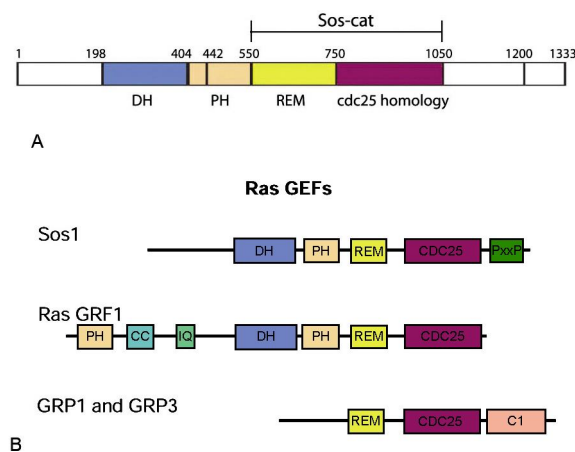 Sos-cat
1 198 404 442 550 750 1050 1200 1333
DH PH REM cdc25 homology
A
Ras GEFs
Sos1
DH PH REM CDC25 PxxP
Ras GRF1
PH CC IQ DH PH REM CDC25
GRP1 and GRP3
REM CDC25 C1
B